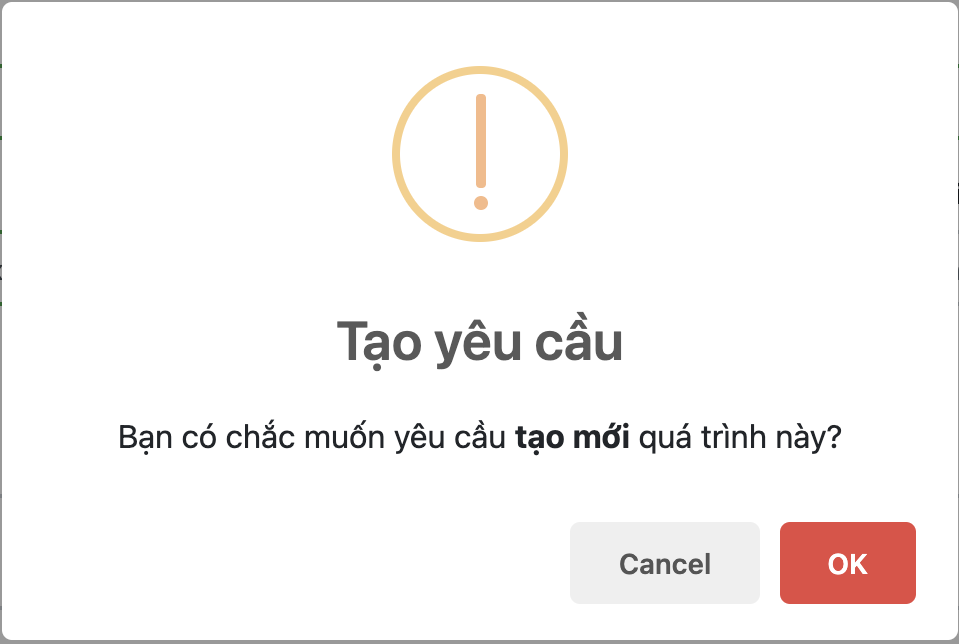 Tạo yêu cầu
Bạn có chắc muốn yêu cầu tạo mới quá trình này?
Cancel
OK